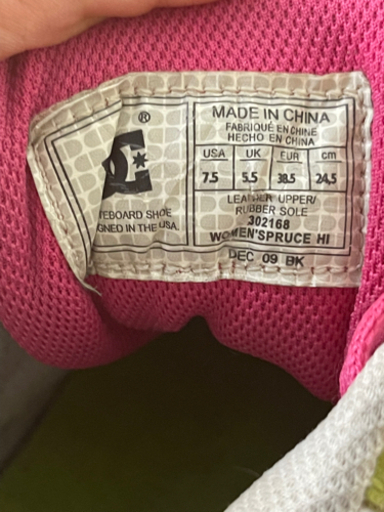 ®
DC
TEBOARD SHOE
GNED IN THE USA
MADE IN CHINA
FABRIQUÉ EN CHINE
HECHO EN CHINA
USA UK EUR cm
7.5 5.5 38.5 24,5
LEATHER UPPER/
RUBBER SOLE
302168
WOMEN'SPRUCE HI
DEC 09 BK